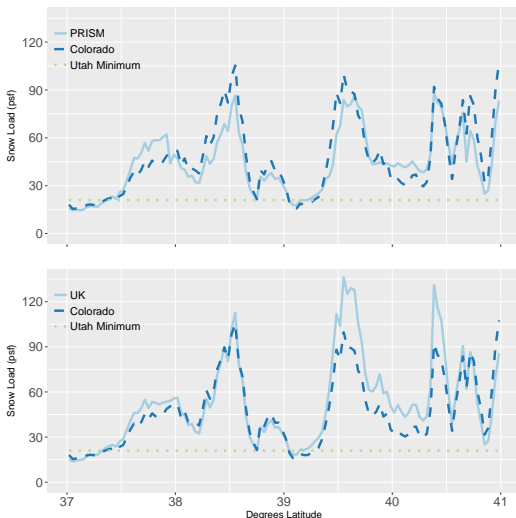 120
90
60
30
0
Snow Load (psf)
PRISM
Colorado
Utah Minimum
120
90
60
30
0
Snow Load (psf)
UK
Colorado
Utah Minimum
37 38 39 40 41
Degrees Latitude